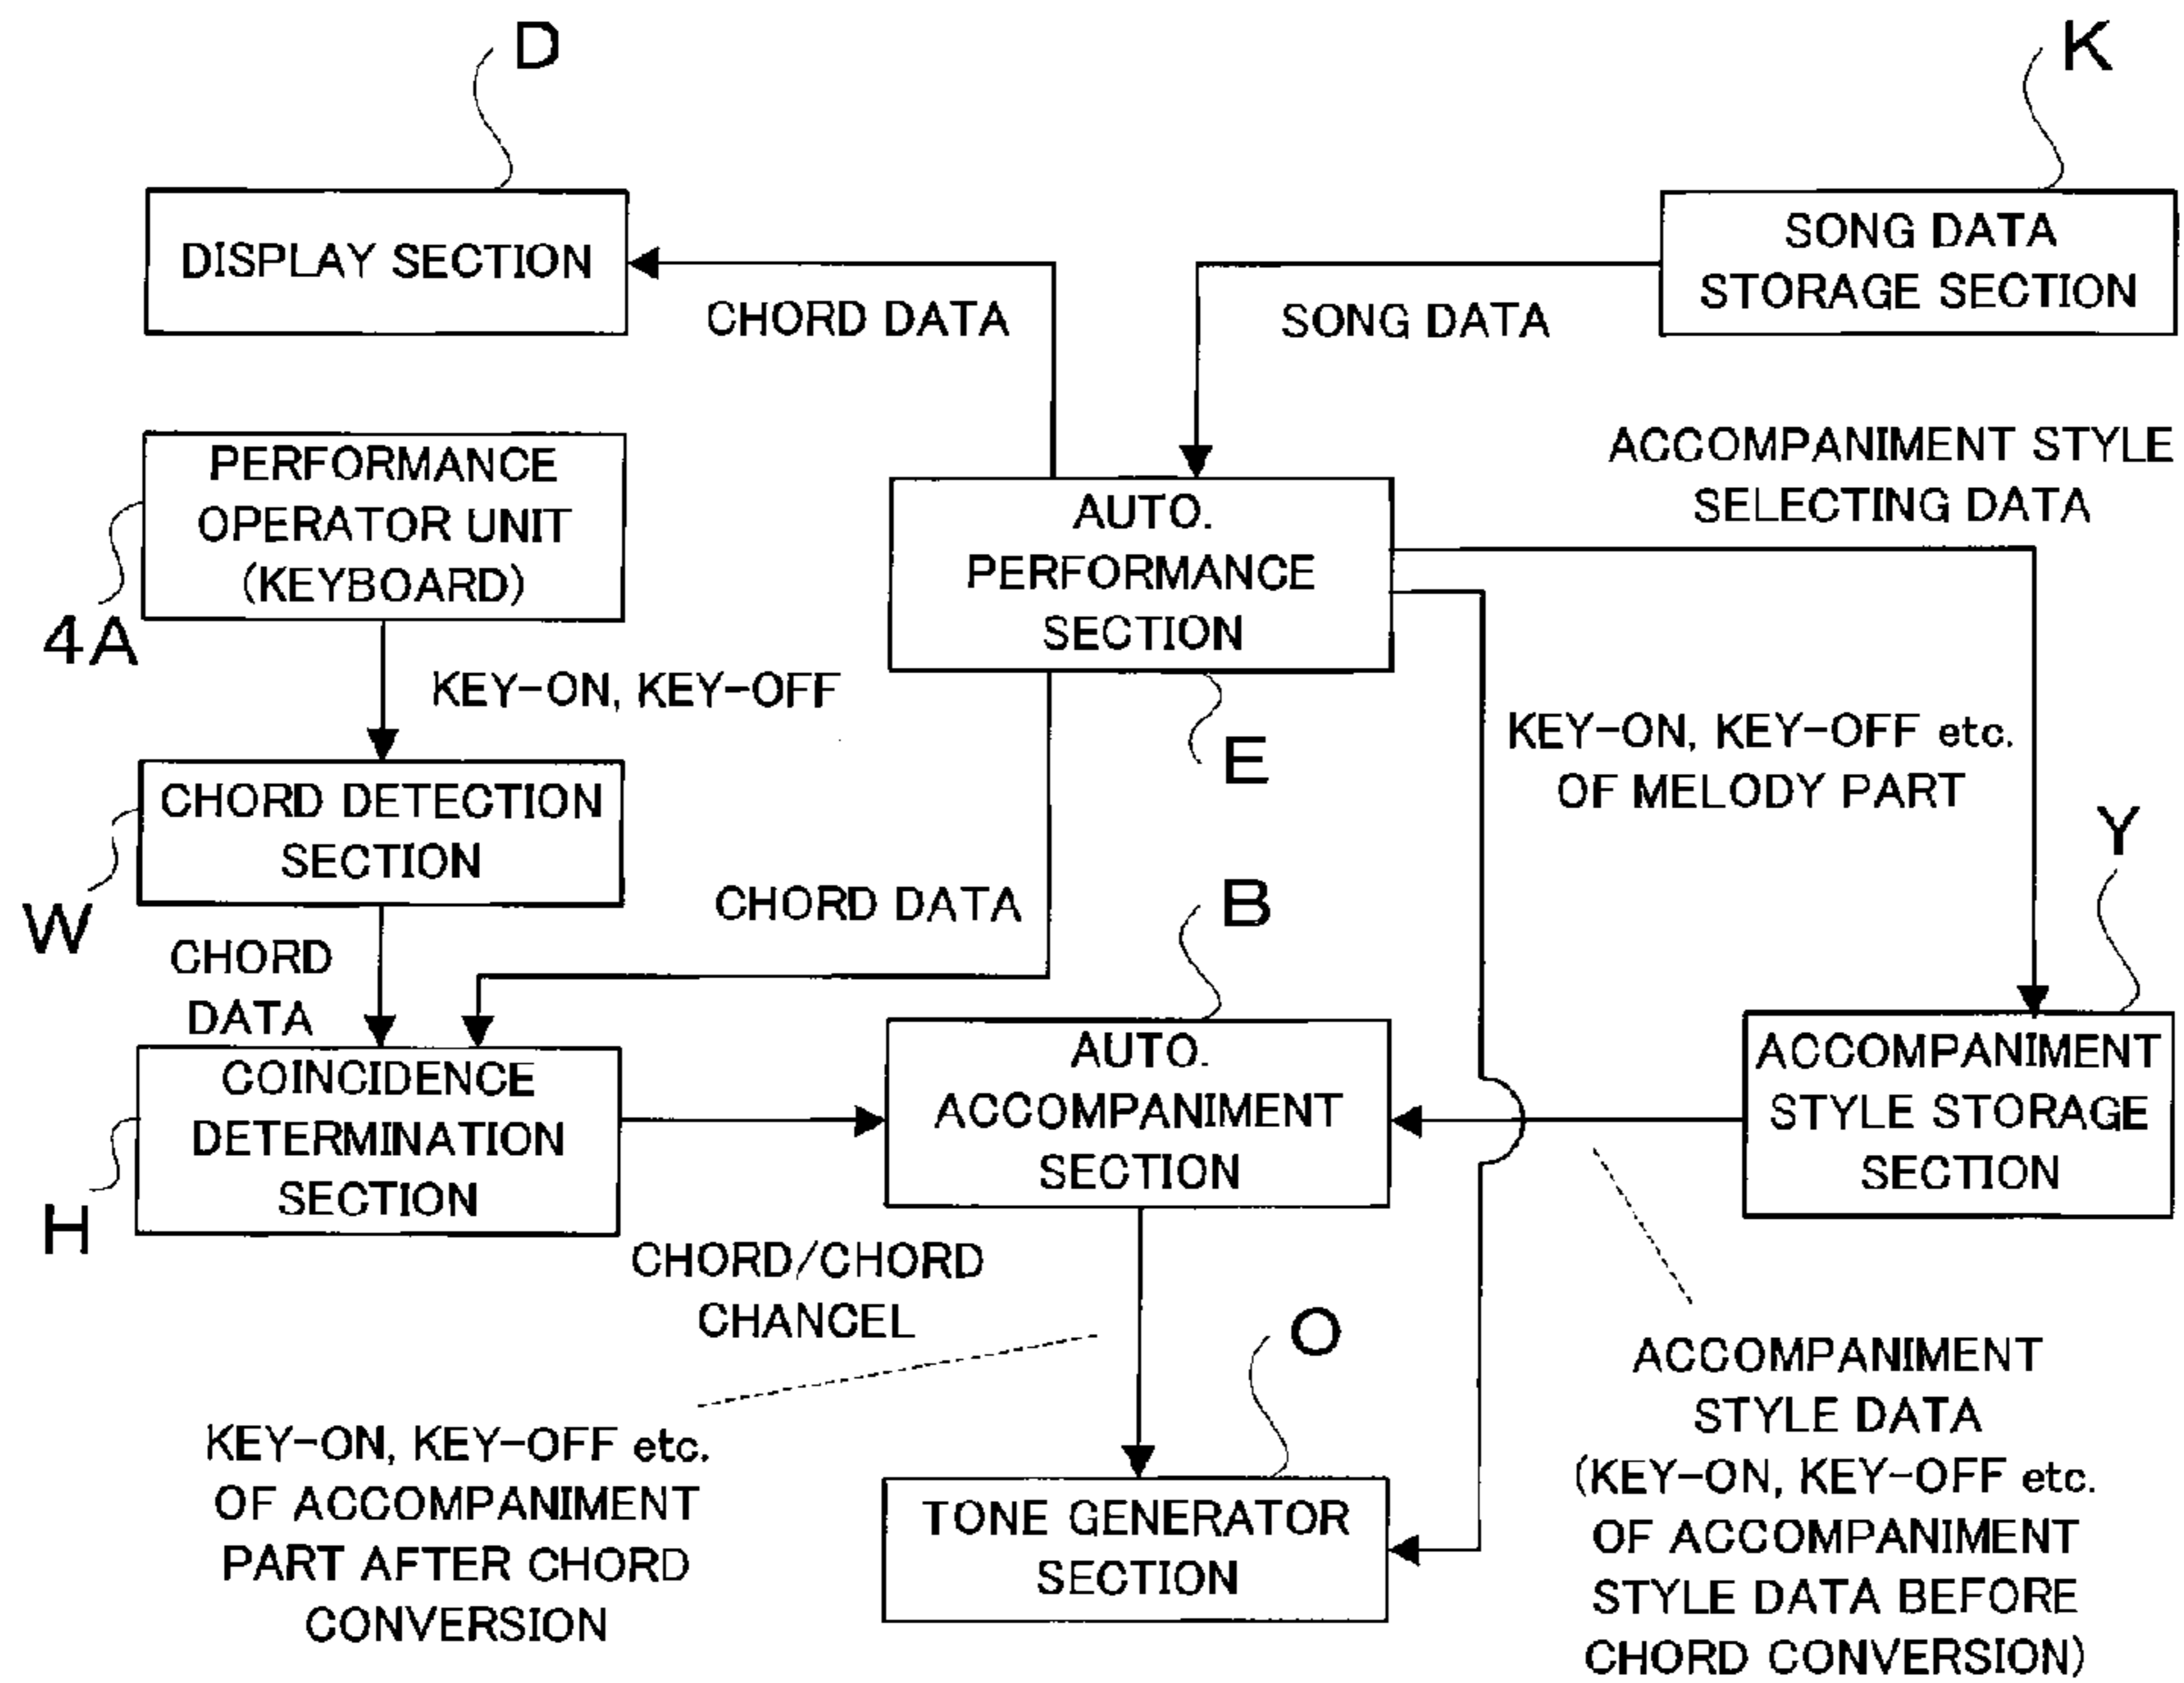 D
K
DISPLAY SECTION
SONG DATA
STORAGE SECTION
CHORD DATA
SONG DATA
PERFORMANCE
OPERATOR UNIT
(KEYBOARD)
4A
ACCOMPANIMENT STYLE
SELECTING DATA
AUTO.
PERFORMANCE
SECTION
E
KEY-ON, KEY-OFF
KEY-ON, KEY-OFF etc.
OF MELODY PART
CHORD DETECTION
SECTION
W
CHORD DATA
B
Y
CHORD
DATA
COINCIDENCE
DETERMINATION
SECTION
H
AUTO.
ACCOMPANIMENT
SECTION
ACCOMPANIMENT
STYLE STORAGE
SECTION
CHORD/CHORD
CHANCEL
O
KEY-ON, KEY-OFF etc.
OF ACCOMPANIMENT
PART AFTER CHORD
CONVERSION
TONE GENERATOR
SECTION
ACCOMPANIMENT
STYLE DATA
(KEY-ON, KEY-OFF etc.
OF ACCOMPANIMENT
STYLE DATA BEFORE
CHORD CONVERSION)